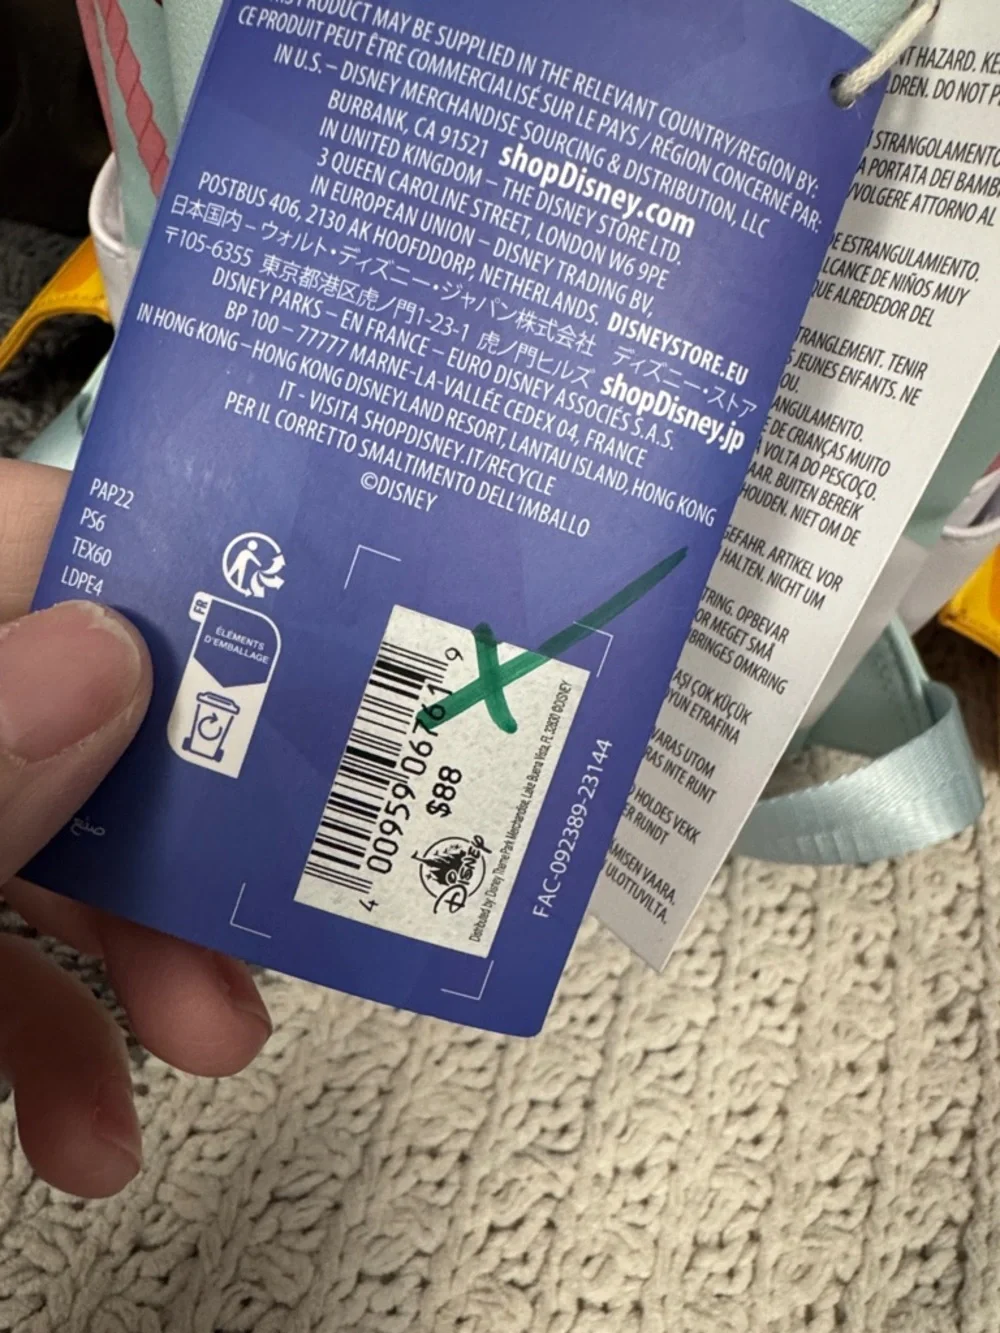 PRODUCT MAY BE SUPPLIED IN THE RELEVANT COUNTRY/REGION BY:
CE PRODUIT PEUT ÊTRE COMMERCIALISÉ SUR LE PAYS / RÉGION CONCERNÉ PAR:
IN U.S. – DISNEY MERCHANDISE SOURCING & DISTRIBUTION, LLC
BURBANK, CA 91521 shopDisney.com
IN UNITED KINGDOM – THE DISNEY STORE LTD.
3 QUEEN CAROLINE STREET, LONDON W6 9PE
IN EUROPEAN UNION – DISNEY TRADING BV,
POSTBUS 406, 2130 AK HOOFDDORP, NETHERLANDS. DISNEYSTORE.EU
日本国内 – ウォルト・ディズニー・ジャパン株式会社 ディズニー・ストア
〒105-6355 東京都港区虎ノ門1-23-1 虎ノ門ヒルズ shopDisney.jp
DISNEY PARKS – EN FRANCE – EURO DISNEY ASSOCIÉS S.A.S.
BP 100 – 77777 MARNE-LA-VALLÉE CEDEX 04, FRANCE
IN HONG KONG – HONG KONG DISNEYLAND RESORT, LANTAU ISLAND, HONG KONG
IT - VISITA SHOPDISNEY.IT/RECYCLE
PER IL CORRETTO SMALTIMENTO DELL'IMBALLO
©DISNEY
PAP22
PS6
TEX60
LDPE4
FR
ÉLÉMENTS
D'EMBALLAGE
4 00959 06761 9
$88
Disney
Distributed by Disney Theme Park Merchandise, Lake Buena Vista, FL 32830 ©DISNEY
FAC-092389-23144
صنع
HAZARD.
DO NOT
STRANGOLAMENTO
PORTATA DEI
AVVOLGERE ATTORNO AL
ESTRANGULAMIENTO.
ALCANCE DE NIÑOS MUY
QUE ALREDEDOR DEL
TENIR
JEUNES ENFANTS. NE
COU.
DE CRIANÇAS MUITO
VOLTA DO PESCOÇO.
BUITEN BEREIK
HOUDEN. NIET OM DE
GEFAHR. ARTIKEL VOR
HALTEN. NICHT UM
OPBEVAR
MEGET SMÅ
OMKRING
ÇOK KÜÇÜK
ETRAFINA
UTOM
INTE RUNT
HOLDES VEKK
RUNDT
VAARA.